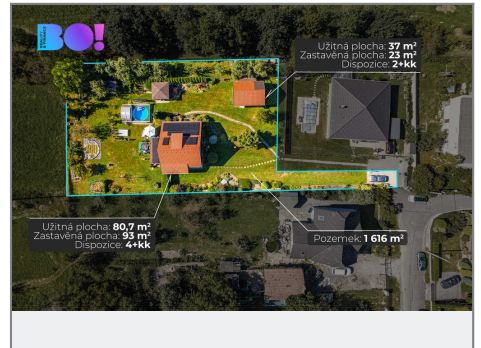 BO!
Užitná plocha: 37 m²
Zastavěná plocha: 23 m²
Dispozice: 2+kk
Užitná plocha: 80,7 m²
Zastavěná plocha: 93 m²
Dispozice: 4+kk
Pozemek: 1 616 m²